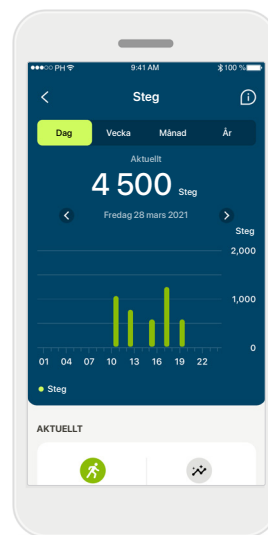 PH 9:41 AM 100 %
Steg
Dag Vecka Månad År
Aktuellt
4 500 Steg
Fredag 28 mars 2021
Steg
2,000
1,000
0
01 04 07 10 13 16 19 22
Steg
AKTUELLT